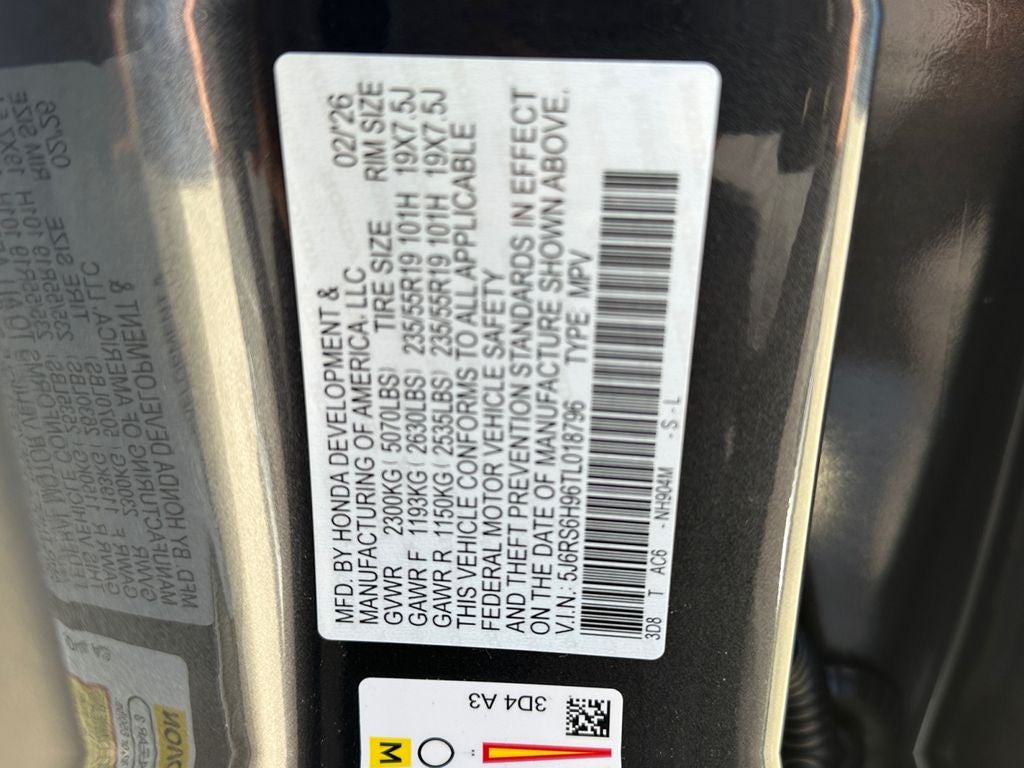 MFD. BY HONDA DEVELOPMENT & 02/'26
MANUFACTURING OF AMERICA. LLC
TIRE SIZE RIM SIZE
GVWR 2300KG ( 5070LBS)
GAWR F 1193KG ( 2630LBS) 235/55R19 101H 19X7.5J
GAWR R 1150KG ( 2535LBS) 235/55R19 101H 19X7.5J
THIS VEHICLE CONFORMS TO ALL APPLICABLE
FEDERAL MOTOR VEHICLE SAFETY
AND THEFT PREVENTION STANDARDS IN EFFECT
ON THE DATE OF MANUFACTURE SHOWN ABOVE.
V.I.N.: 5J6RS6H96TL018796 TYPE: MPV
3D8 T AC6 - NH904M - S - L
3D4 A3
M